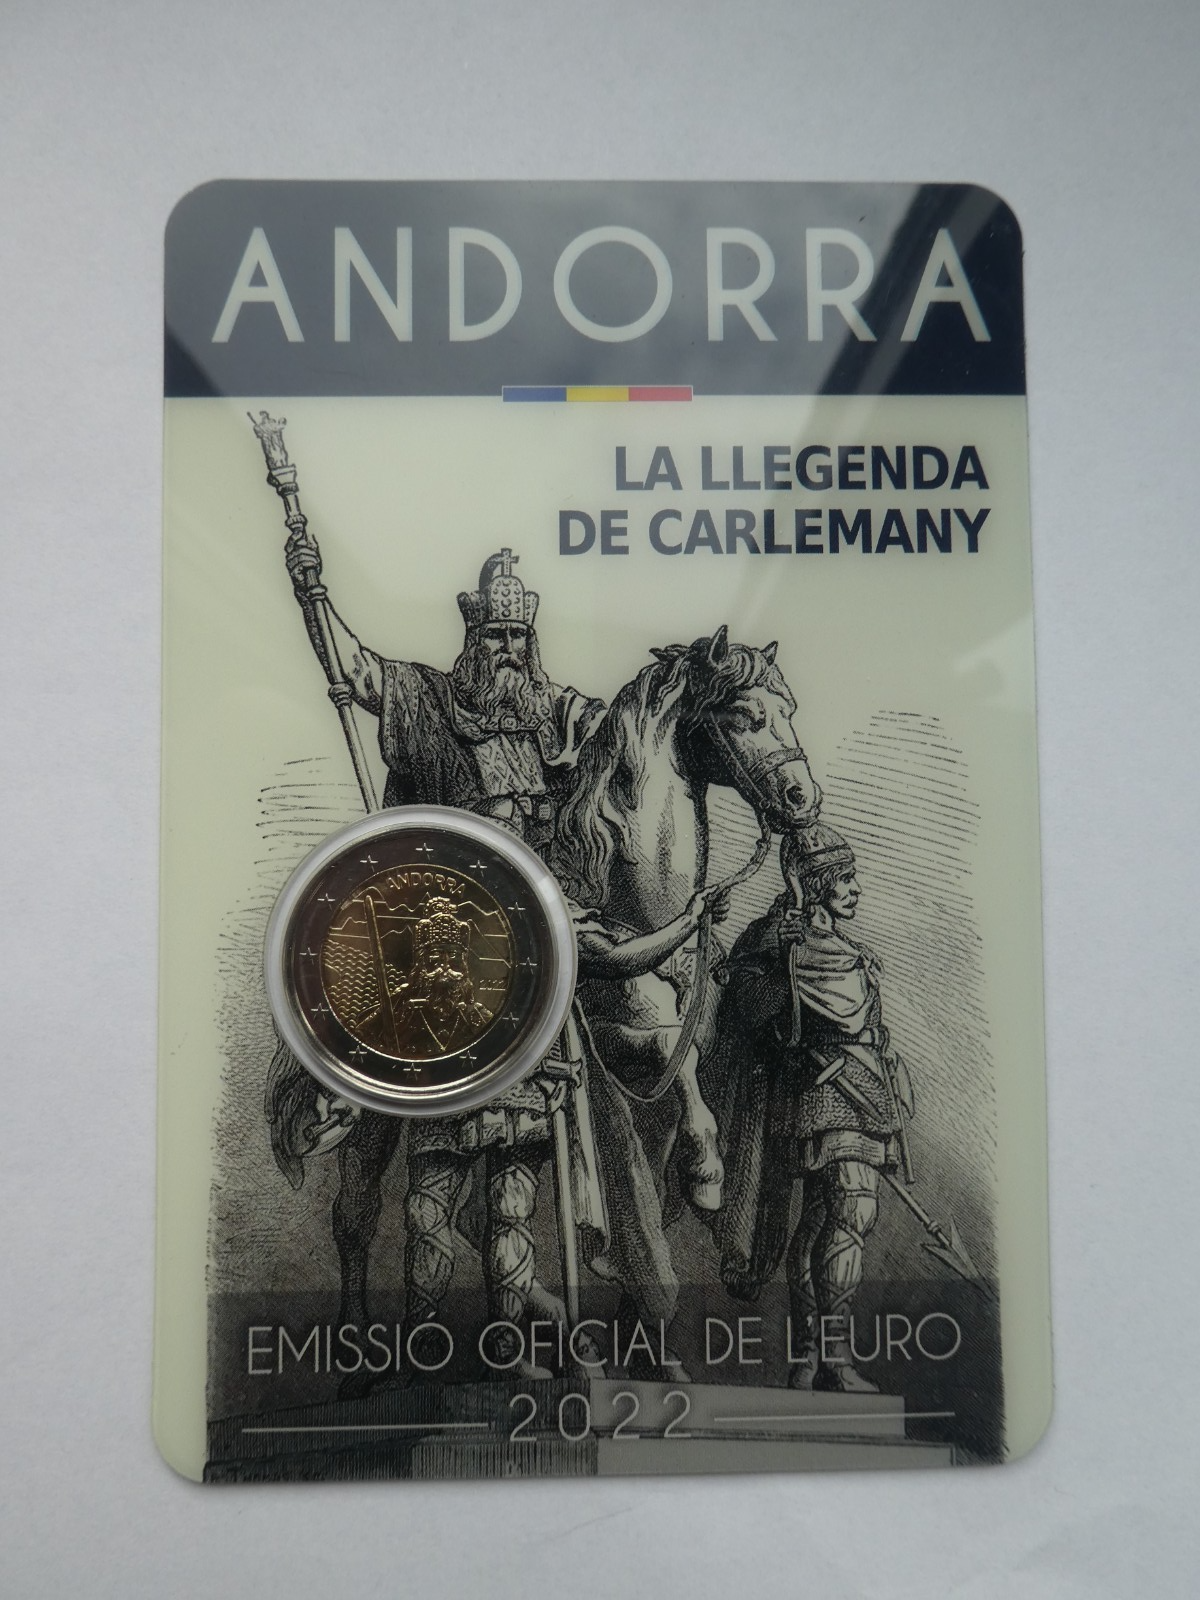 ANDORRA
LA LLEGENDA
DE CARLEMANY
ANDORRA
2022
EMISSIÓ OFICIAL DE L'EURO
2022